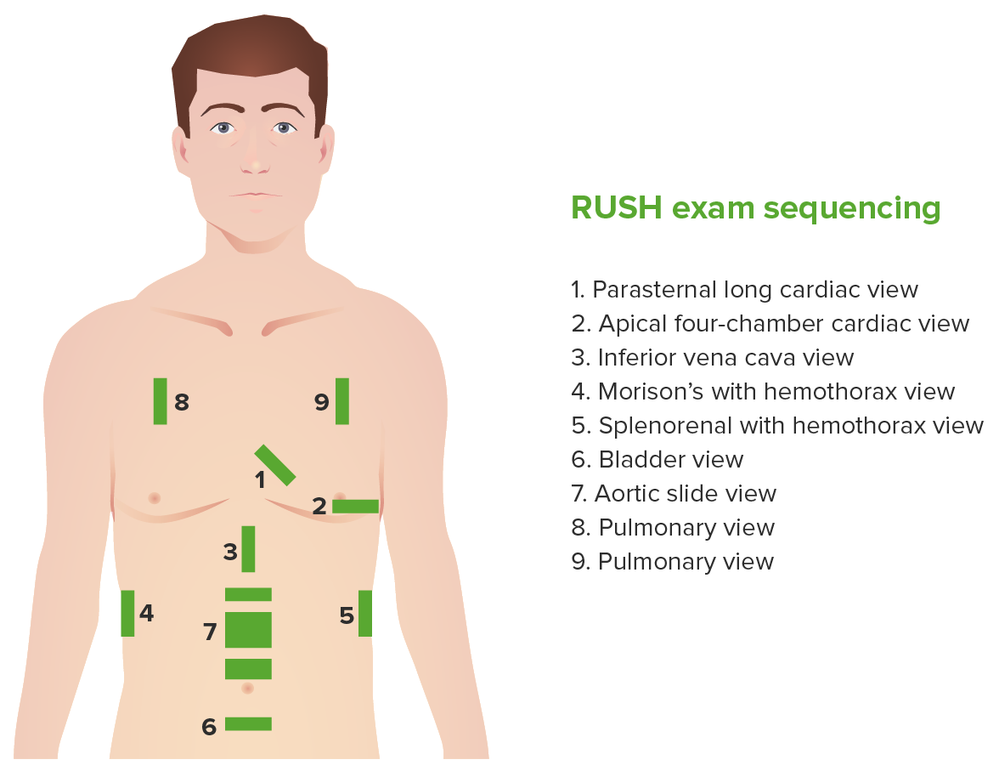 RUSH exam sequencing
1. Parasternal long cardiac view
2. Apical four-chamber cardiac view
3. Inferior vena cava view
4. Morison’s with hemothorax view
5. Splenorenal with hemothorax view
6. Bladder view
7. Aortic slide view
8. Pulmonary view
9. Pulmonary view
8
9
1
2
3
4
5
7
6